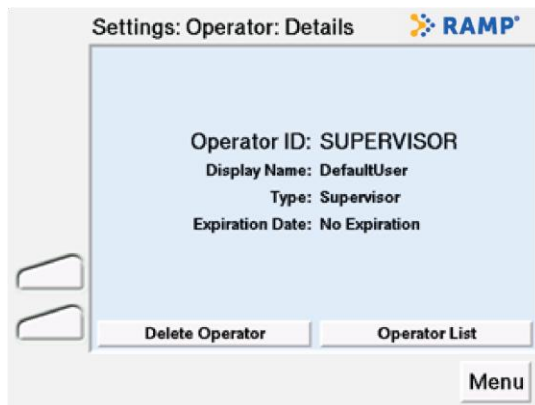 Settings: Operator: Details RAMP®
Operator ID: SUPERVISOR
Display Name: DefaultUser
Type: Supervisor
Expiration Date: No Expiration
Delete Operator Operator List
Menu